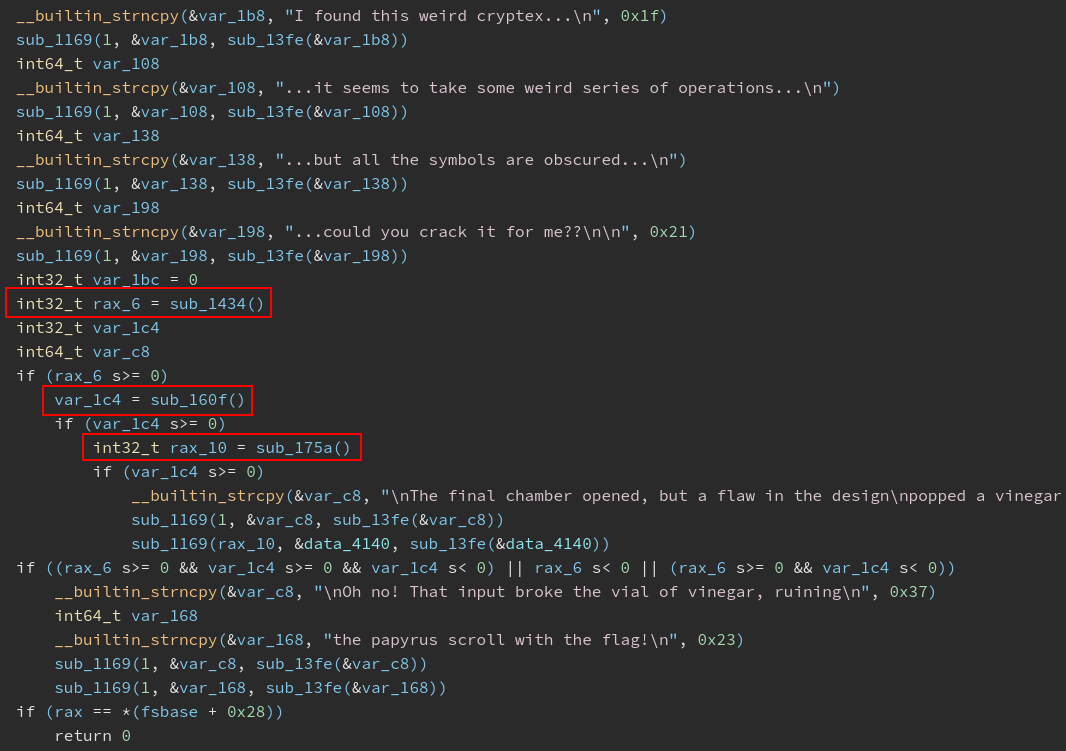 __builtin_strncpy(&var_1b8, "I found this weird cryptex...\n", 0x1f)
sub_1169(1, &var_1b8, sub_13fe(&var_1b8))
int64_t var_108
__builtin_strcpy(&var_108, "...it seems to take some weird series of operations...\n")
sub_1169(1, &var_108, sub_13fe(&var_108))
int64_t var_138
__builtin_strcpy(&var_138, "...but all the symbols are obscured...\n")
sub_1169(1, &var_138, sub_13fe(&var_138))
int64_t var_198
__builtin_strncpy(&var_198, "...could you crack it for me??\n\n", 0x21)
sub_1169(1, &var_198, sub_13fe(&var_198))
int32_t var_1bc = 0
int32_t rax_6 = sub_1434()
int32_t var_1c4
int64_t var_c8
if (rax_6 s>= 0)
    var_1c4 = sub_160f()
    if (var_1c4 s>= 0)
        int32_t rax_10 = sub_175a()
        if (var_1c4 s>= 0)
            __builtin_strcpy(&var_c8, "\nThe final chamber opened, but a flaw in the design\npopped a vinegar
            sub_1169(1, &var_c8, sub_13fe(&var_c8))
            sub_1169(rax_10, &data_4140, sub_13fe(&data_4140))
if ((rax_6 s>= 0 && var_1c4 s>= 0 && var_1c4 s< 0) || rax_6 s< 0 || (rax_6 s>= 0 && var_1c4 s< 0))
    __builtin_strncpy(&var_c8, "\nOh no! That input broke the vial of vinegar, ruining\n", 0x37)
    int64_t var_168
    __builtin_strncpy(&var_168, "the papyrus scroll with the flag!\n", 0x23)
    sub_1169(1, &var_c8, sub_13fe(&var_c8))
    sub_1169(1, &var_168, sub_13fe(&var_168))
if (rax == *(fsbase + 0x28))
    return 0